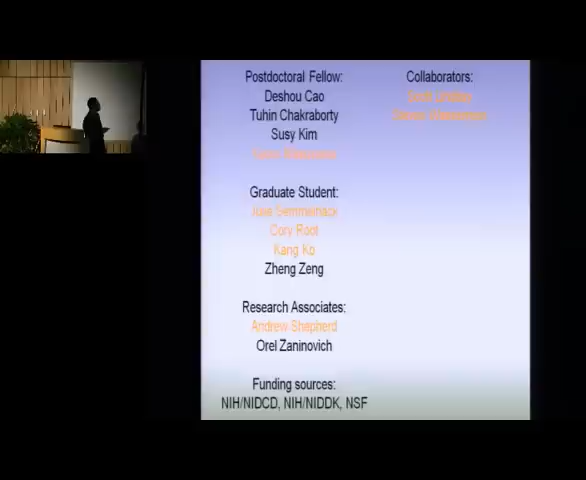 Postdoctoral Fellow:
Deshou Cao
Tuhin Chakraborty
Susy Kim
Graduate Student:
Julie Semmelhack
Cory Root
Kang Ko
Zheng Zeng
Research Associates:
Andrew Shepherd
Orel Zaninovich
Funding sources:
NIH/NIDCD, NIH/NIDDK, NSF
Collaborators: